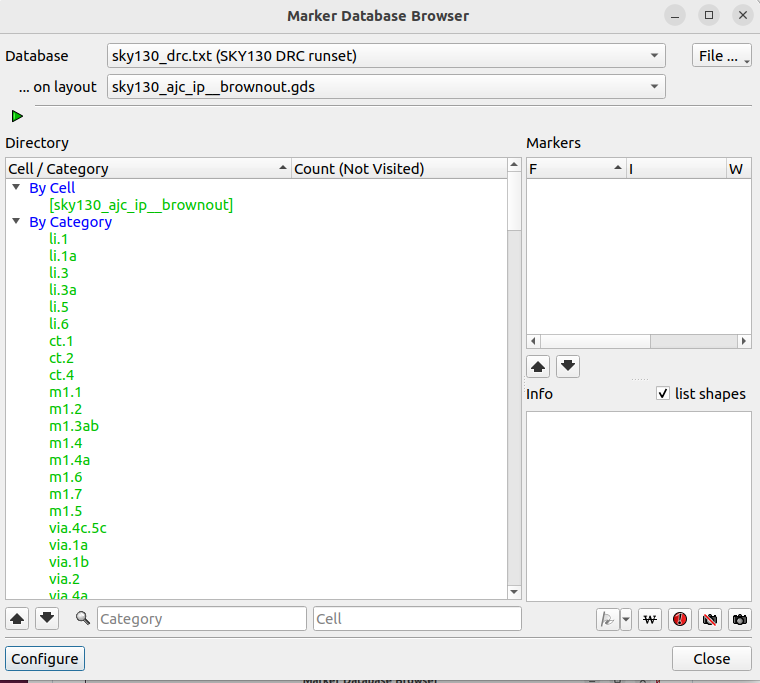 Marker Database Browser
Database
sky130_drc.txt (SKY130 DRC runset)
File ...
... on layout
sky130_ajc_ip__brownout.gds
Directory
Markers
Cell / Category
Count (Not Visited)
F
I
W
By Cell
[sky130_ajc_ip__brownout]
By Category
li.1
li.1a
li.3
li.3a
li.5
li.6
ct.1
ct.2
ct.4
m1.1
m1.2
m1.3ab
m1.4
m1.4a
m1.6
m1.7
m1.5
via.4c.5c
via.1a
via.1b
via.2
via.4a
Info
list shapes
Category
Cell
W
Configure
Close
Marker Database Browser